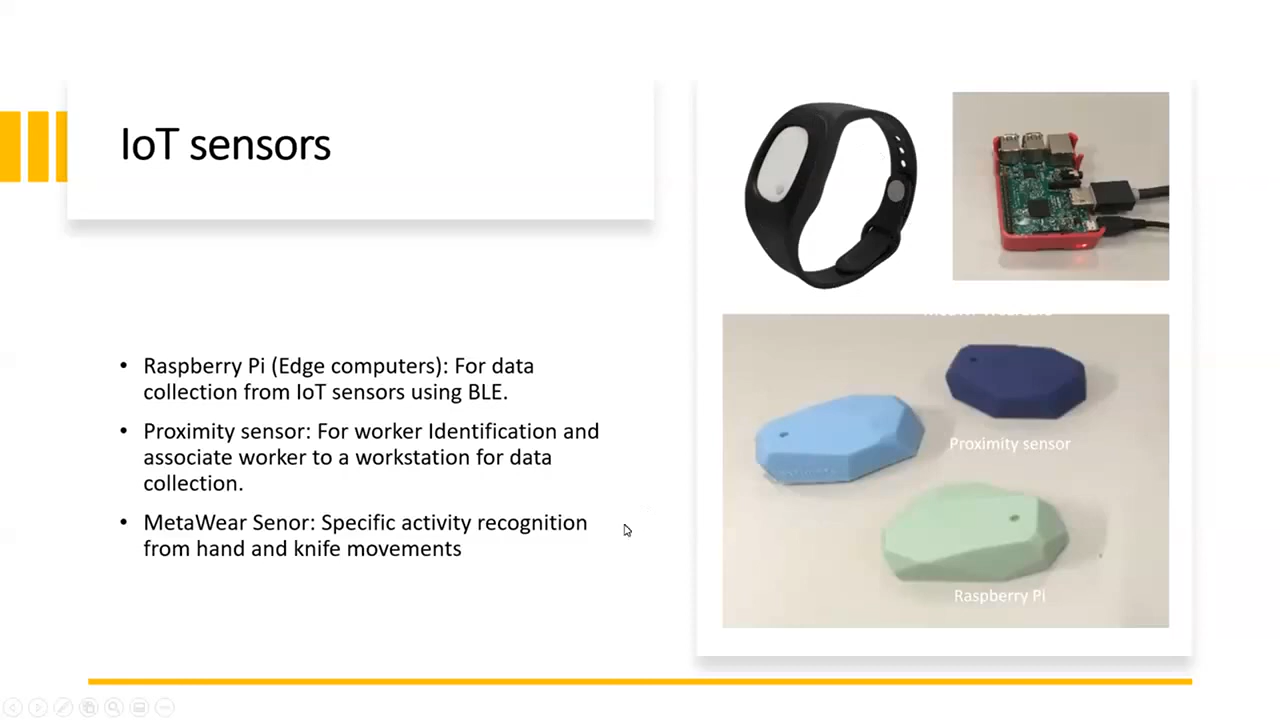 IoT sensors
• Raspberry Pi (Edge computers): For data
collection from IoT sensors using BLE.
• Proximity sensor: For worker Identification and
associate worker to a workstation for data
collection.
• MetaWear Senor: Specific activity recognition
from hand and knife movements
Proximity sensor
Raspberry Pi